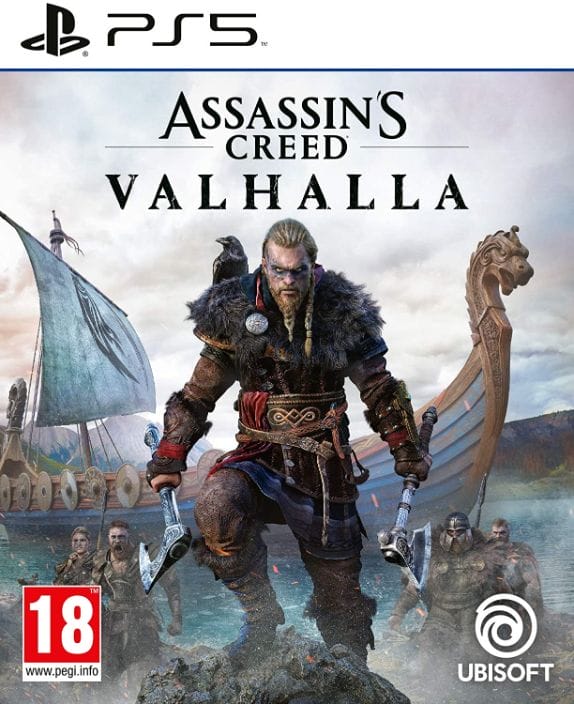 PS5
ASSASSIN'S
CREED
VALHALLA
18
www.pegi.info
UBISOFT